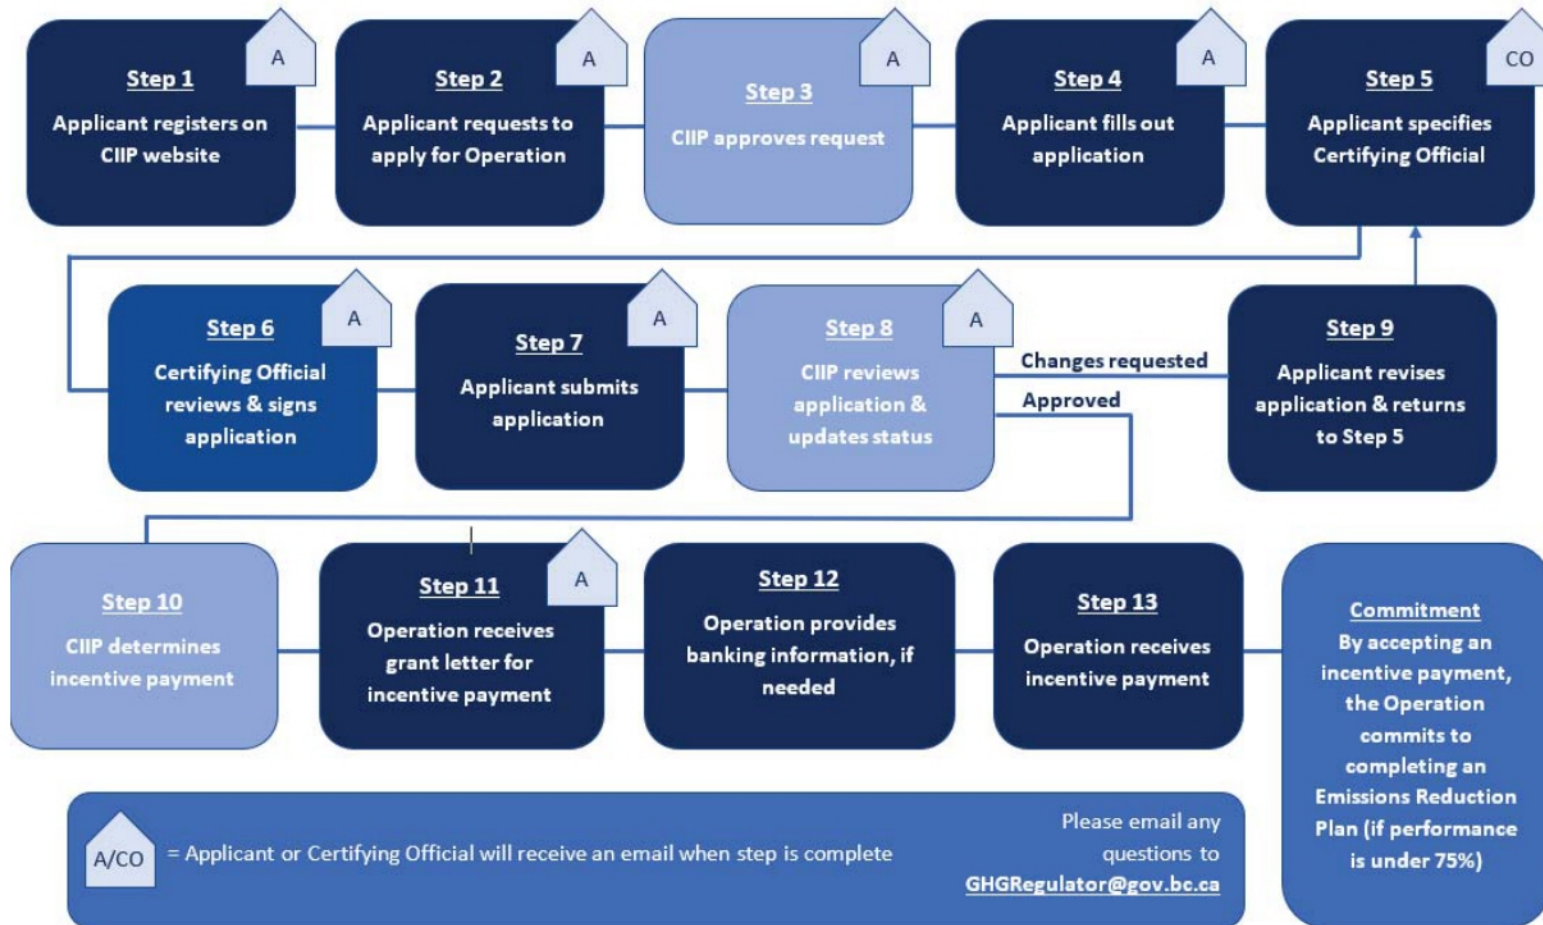 A
Step 1
Applicant registers on
CIIP website
A
Step 2
Applicant requests to
apply for Operation
A
Step 3
CIIP approves request
A
Step 4
Applicant fills out
application
CO
Step 5
Applicant specifies
Certifying Official
A
Step 6
Certifying Official
reviews & signs
application
A
Step 7
Applicant submits
application
A
Step 8
CIIP reviews
application &
updates status
Changes requested
Approved
Step 9
Applicant revises
application & returns
to Step 5
Step 10
CIIP determines
incentive payment
A
Step 11
Operation receives
grant letter for
incentive payment
Step 12
Operation provides
banking information, if
needed
Step 13
Operation receives
incentive payment
Commitment
By accepting an
incentive payment,
the Operation
commits to
completing an
Emissions Reduction
Plan (if performance
is under 75%)
A/CO
= Applicant or Certifying Official will receive an email when step is complete
Please email any
questions to
GHGRegulator@gov.bc.ca